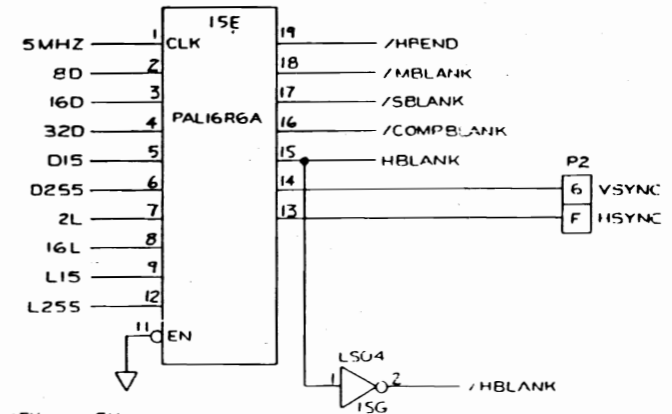 15E
5MHZ 1 CLK 19 /HPEND
8D 2 18 /MBLANK
16D 3 17 /SBLANK
32D 4 PAL16R6A 16 /COMPBLANK
D15 5 15 HBLANK
P2
D255 6 14 6 VSYNC
2L 7 13 F HSYNC
16L 8
L15 9
L255 12
11 EN
LS04
1 2 /HBLANK
15G